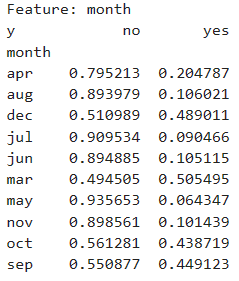 Feature: month
y no yes
month
apr 0.795213 0.204787
aug 0.893979 0.106021
dec 0.510989 0.489011
jul 0.909534 0.090466
jun 0.894885 0.105115
mar 0.494505 0.505495
may 0.935653 0.064347
nov 0.898561 0.101439
oct 0.561281 0.438719
sep 0.550877 0.449123